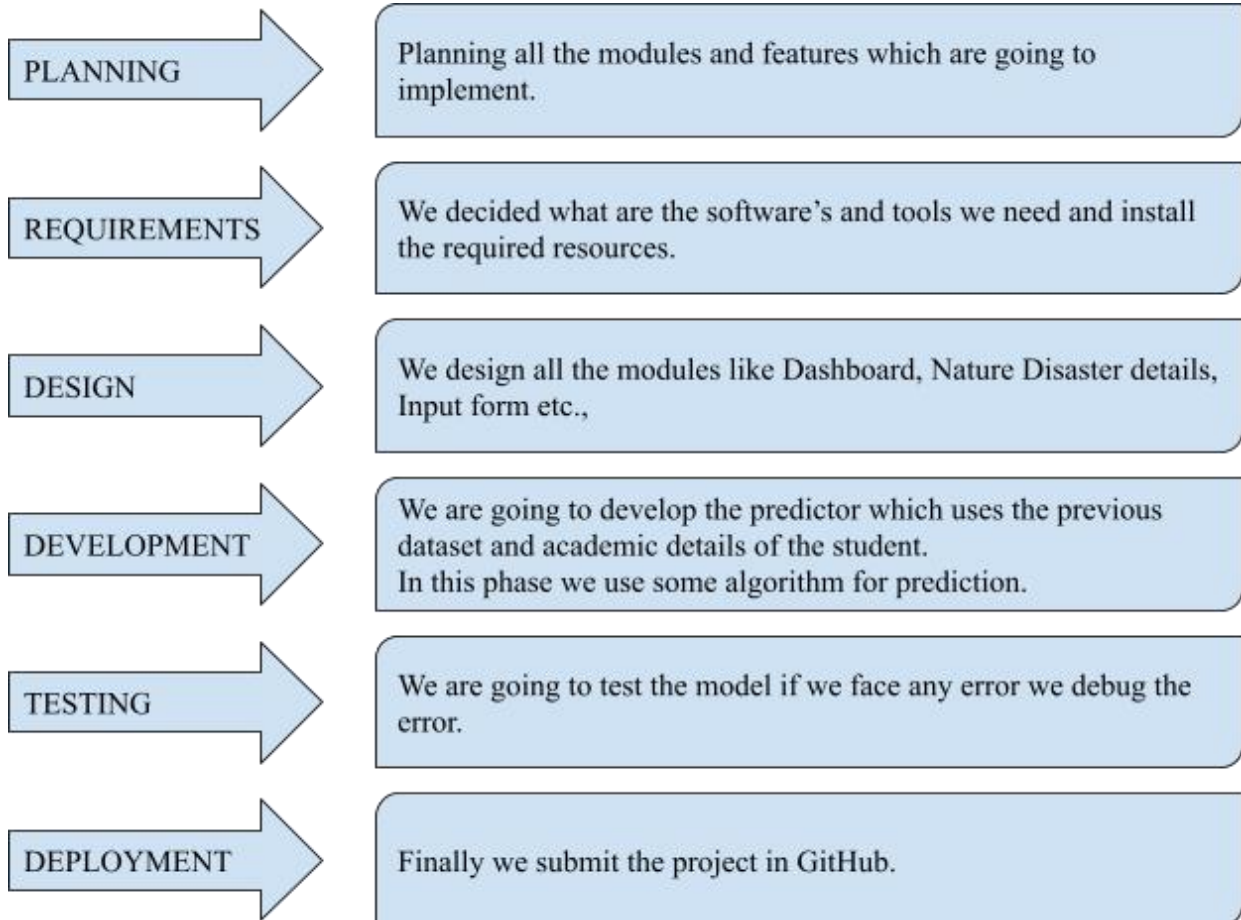 PLANNING
Planning all the modules and features which are going to
implement.
REQUIREMENTS
We decided what are the software's and tools we need and install
the required resources.
DESIGN
We design all the modules like Dashboard, Nature Disaster details,
Input form etc.,
DEVELOPMENT
We are going to develop the predictor which uses the previous
dataset and academic details of the student.
In this phase we use some algorithm for prediction.
TESTING
We are going to test the model if we face any error we debug the
error.
DEPLOYMENT
Finally we submit the project in GitHub.